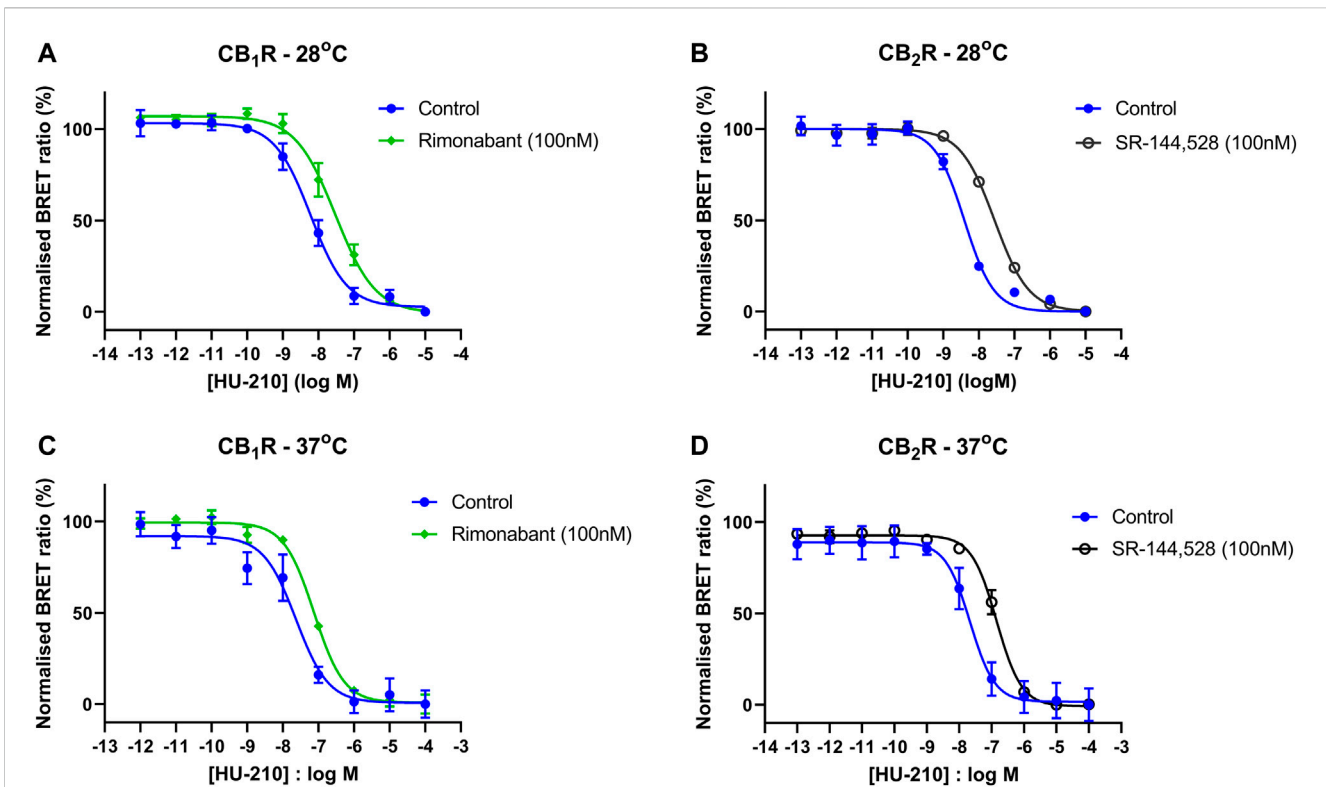 A
CB₁R - 28°C
Normalised BRET ratio (%)
100
50
0
-14 -13 -12 -11 -10 -9 -8 -7 -6 -5 -4
[HU-210] (log M)
Control
Rimonabant (100nM)
B
CB₂R - 28°C
Normalised BRET ratio (%)
100
50
0
-14 -13 -12 -11 -10 -9 -8 -7 -6 -5 -4
[HU-210] (logM)
Control
SR-144,528 (100nM)
C
CB₁R - 37°C
Normalised BRET ratio (%)
100
50
0
-13 -12 -11 -10 -9 -8 -7 -6 -5 -4 -3
[HU-210] : log M
Control
Rimonabant (100nM)
D
CB₂R - 37°C
Normalised BRET ratio (%)
100
50
0
-14 -13 -12 -11 -10 -9 -8 -7 -6 -5 -4 -3
[HU-210] : log M
Control
SR-144,528 (100nM)